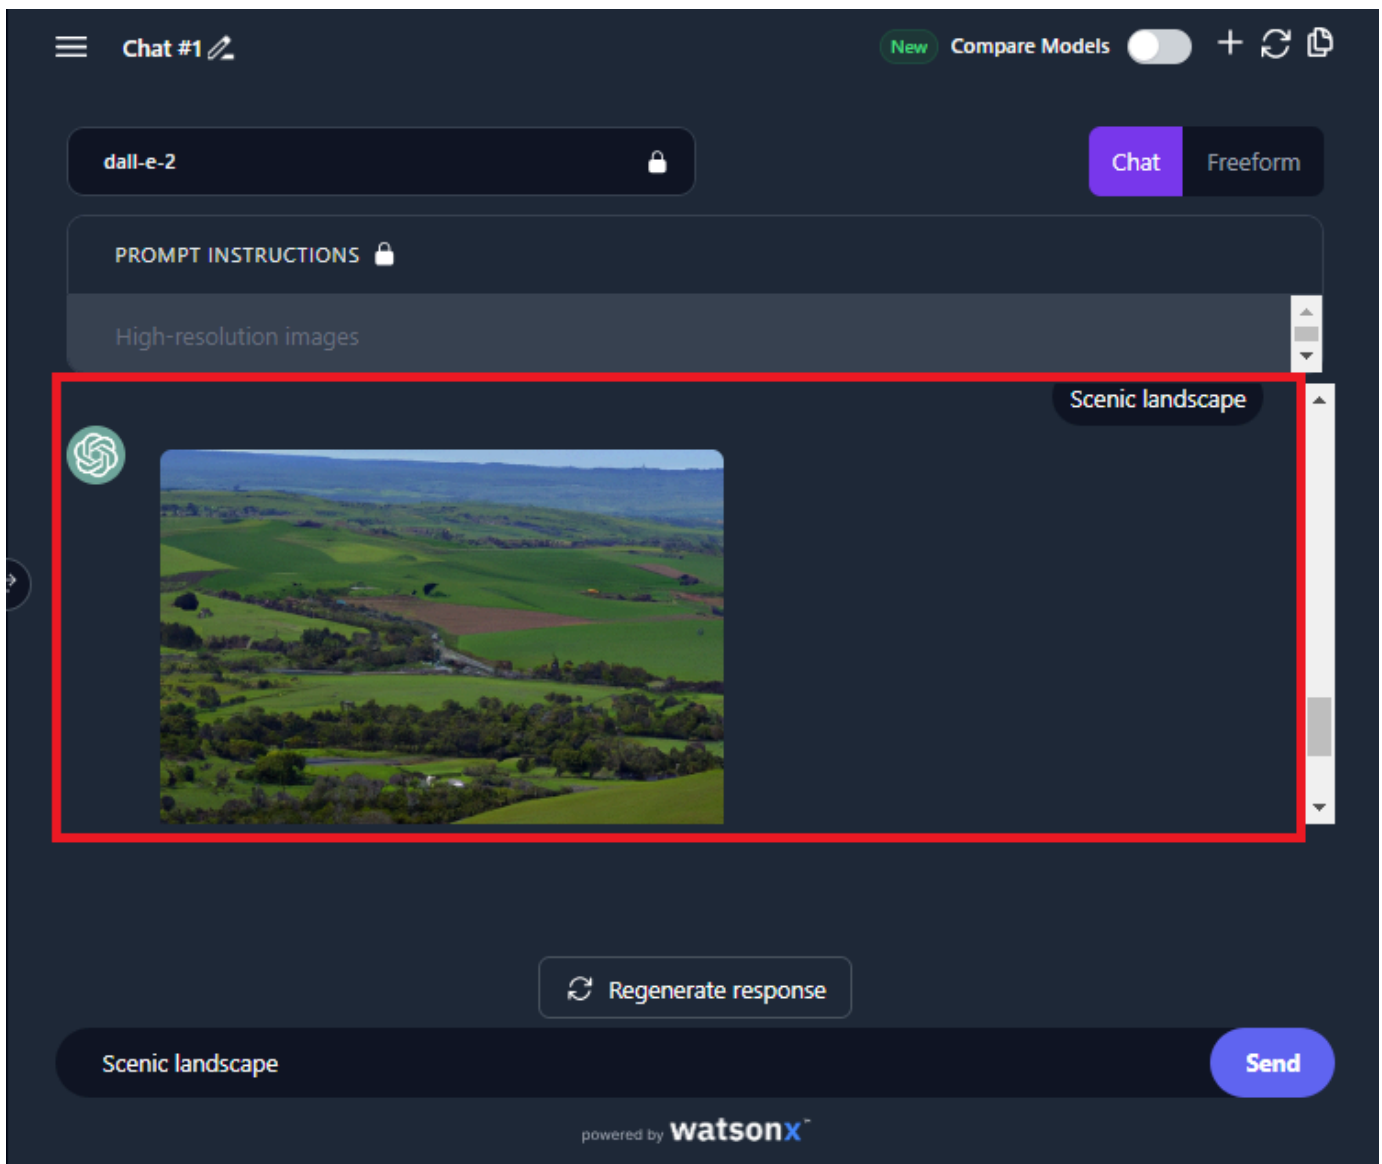 Chat #1
New Compare Models
dall-e-2
Chat Freeform
PROMPT INSTRUCTIONS
High-resolution images
Scenic landscape
Regenerate response
Scenic landscape
Send
powered by watsonx™